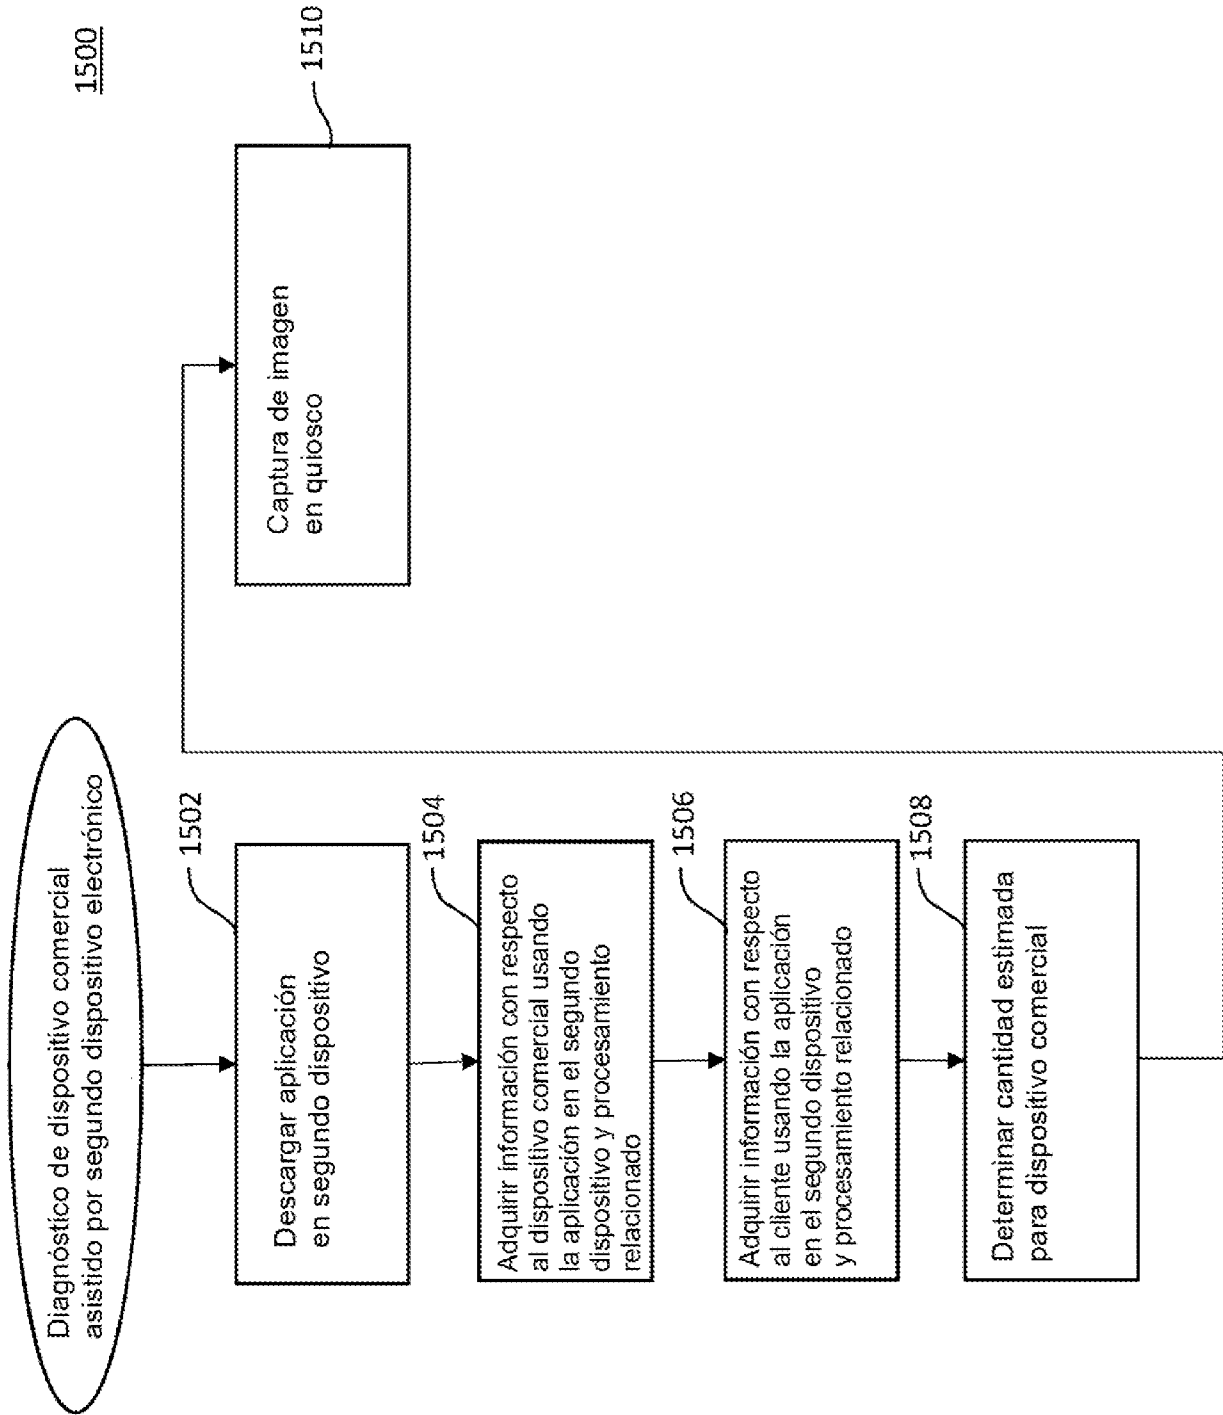 1500
Diagnóstico de dispositivo comercial
asistido por segundo dispositivo electrónico
1502
Descargar aplicación
en segundo dispositivo
1504
Adquirir información con respecto
al dispositivo comercial usando
la aplicación en el segundo
dispositivo y procesamiento
relacionado
1506
Adquirir información con respecto
al cliente usando la aplicación
en el segundo dispositivo
y procesamiento relacionado
1508
Determinar cantidad estimada
para dispositivo comercial
1510
Captura de imagen
en quiosco